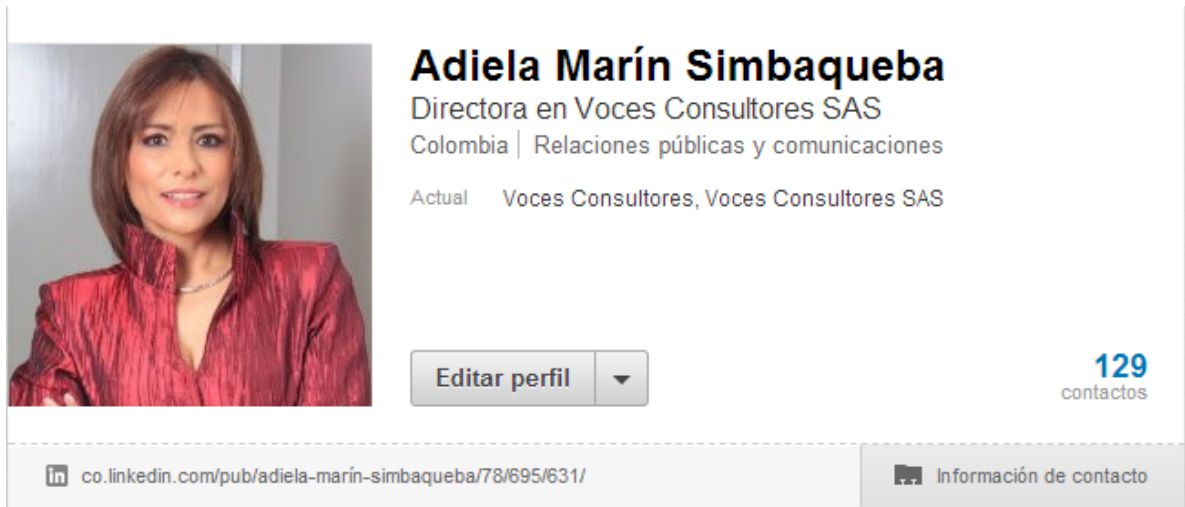 Adiela Marín Simbaqueba
Directora en Voces Consultores SAS
Colombia | Relaciones públicas y comunicaciones
Actual Voces Consultores, Voces Consultores SAS
Editar perfil
129
contactos
in co.linkedin.com/pub/adiela-marín-simbaqueba/78/695/631/
Información de contacto